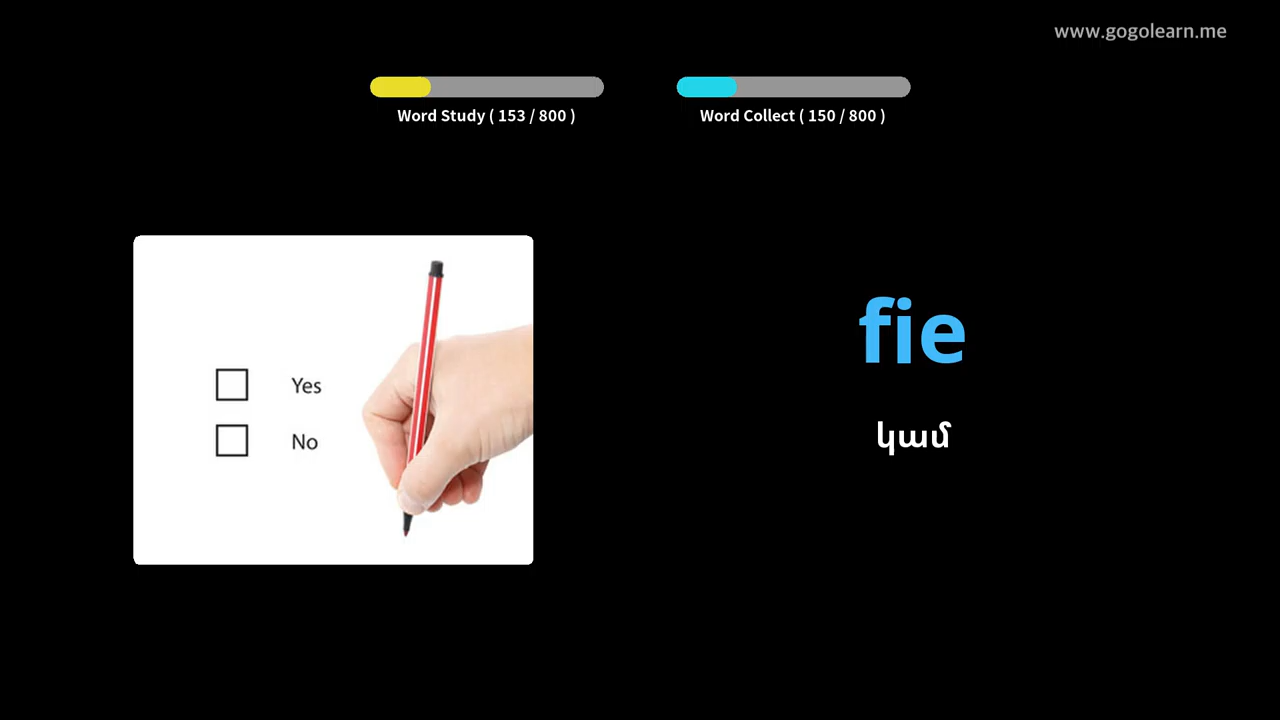 www.gogolearn.me
Word Study ( 153 / 800 )
Word Collect ( 150 / 800 )
Yes
No
fie
կամ